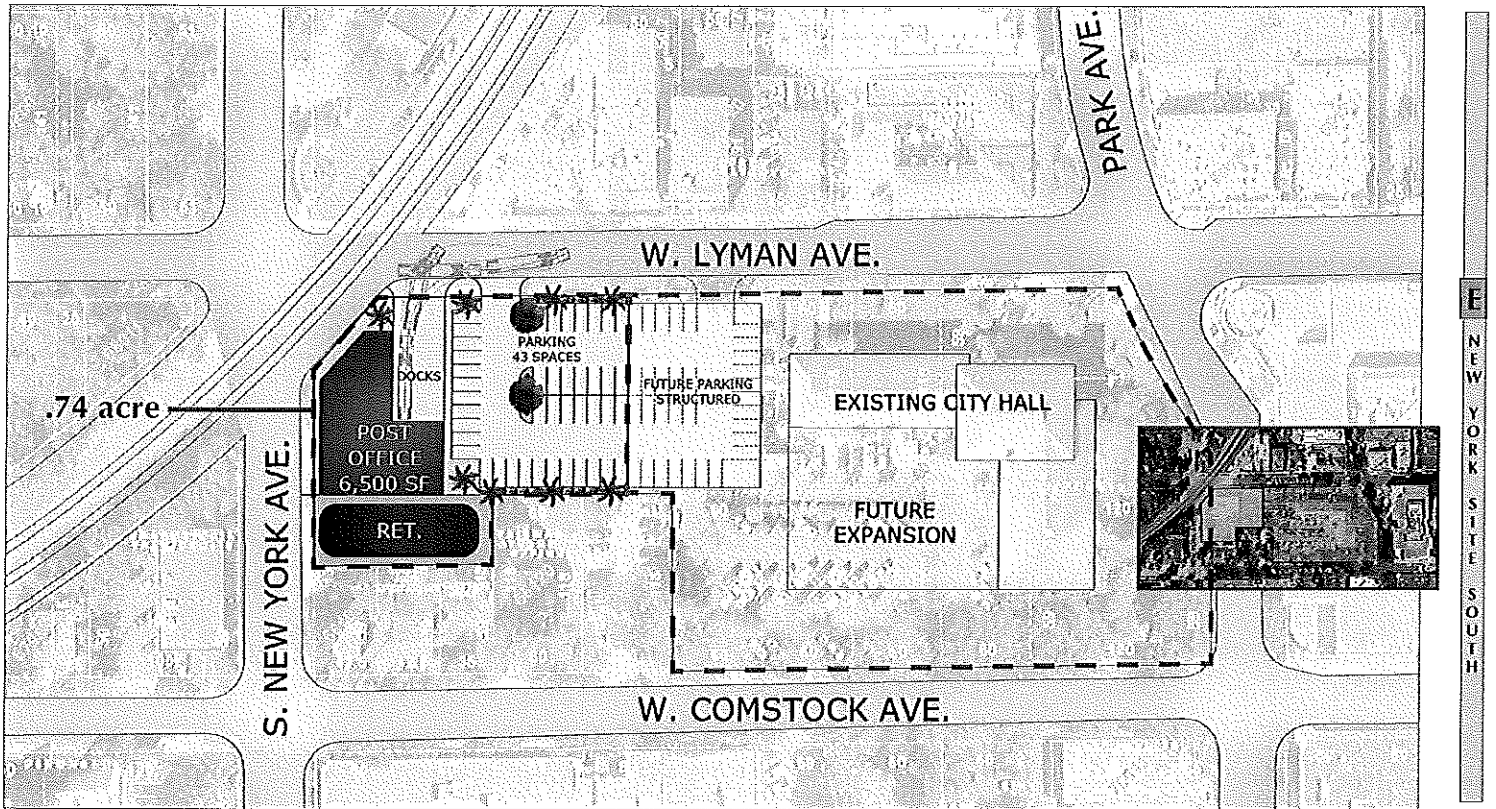 PARK AVE.
W. LYMAN AVE.
PARKING
43 SPACES
DOCKS
FUTURE PARKING
STRUCTURED
EXISTING CITY HALL
.74 acre
POST
OFFICE
6,500 SF
FUTURE
EXPANSION
RET.
S. NEW YORK AVE.
W. COMSTOCK AVE.
E
NEW YORK SITE SOUTH